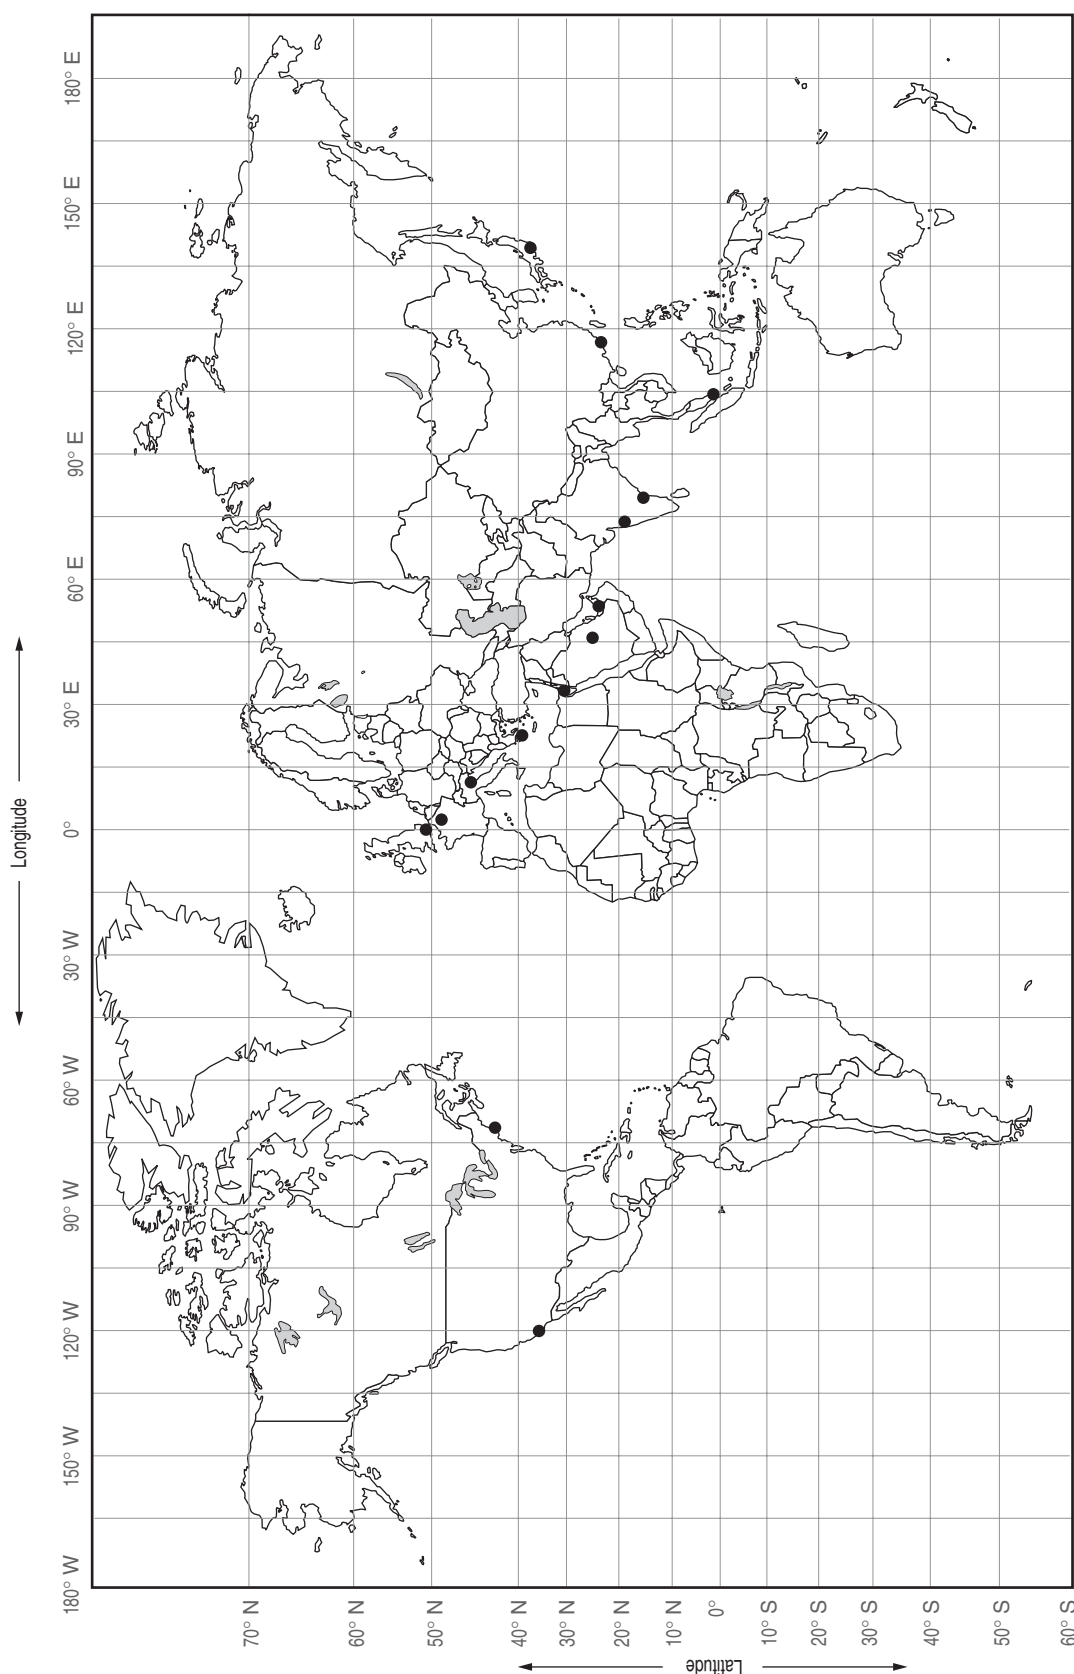 Longitude
180° W
150° W
120° W
90° W
60° W
30° W
0°
30° E
60° E
90° E
120° E
150° E
180° E
70° N
60° N
50° N
40° N
30° N
20° N
10° N
0°
10° S
20° S
30° S
40° S
50° S
60° S
Latitude